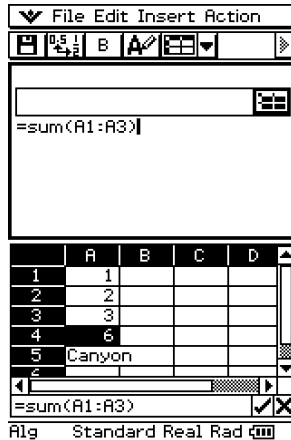 File Edit Insert Action
B A
=sum(A1:A3)
A B C D
1 1
2 2
3 3
4 6
5 Canyon
=sum(A1:A3)
Alg Standard Real Rad